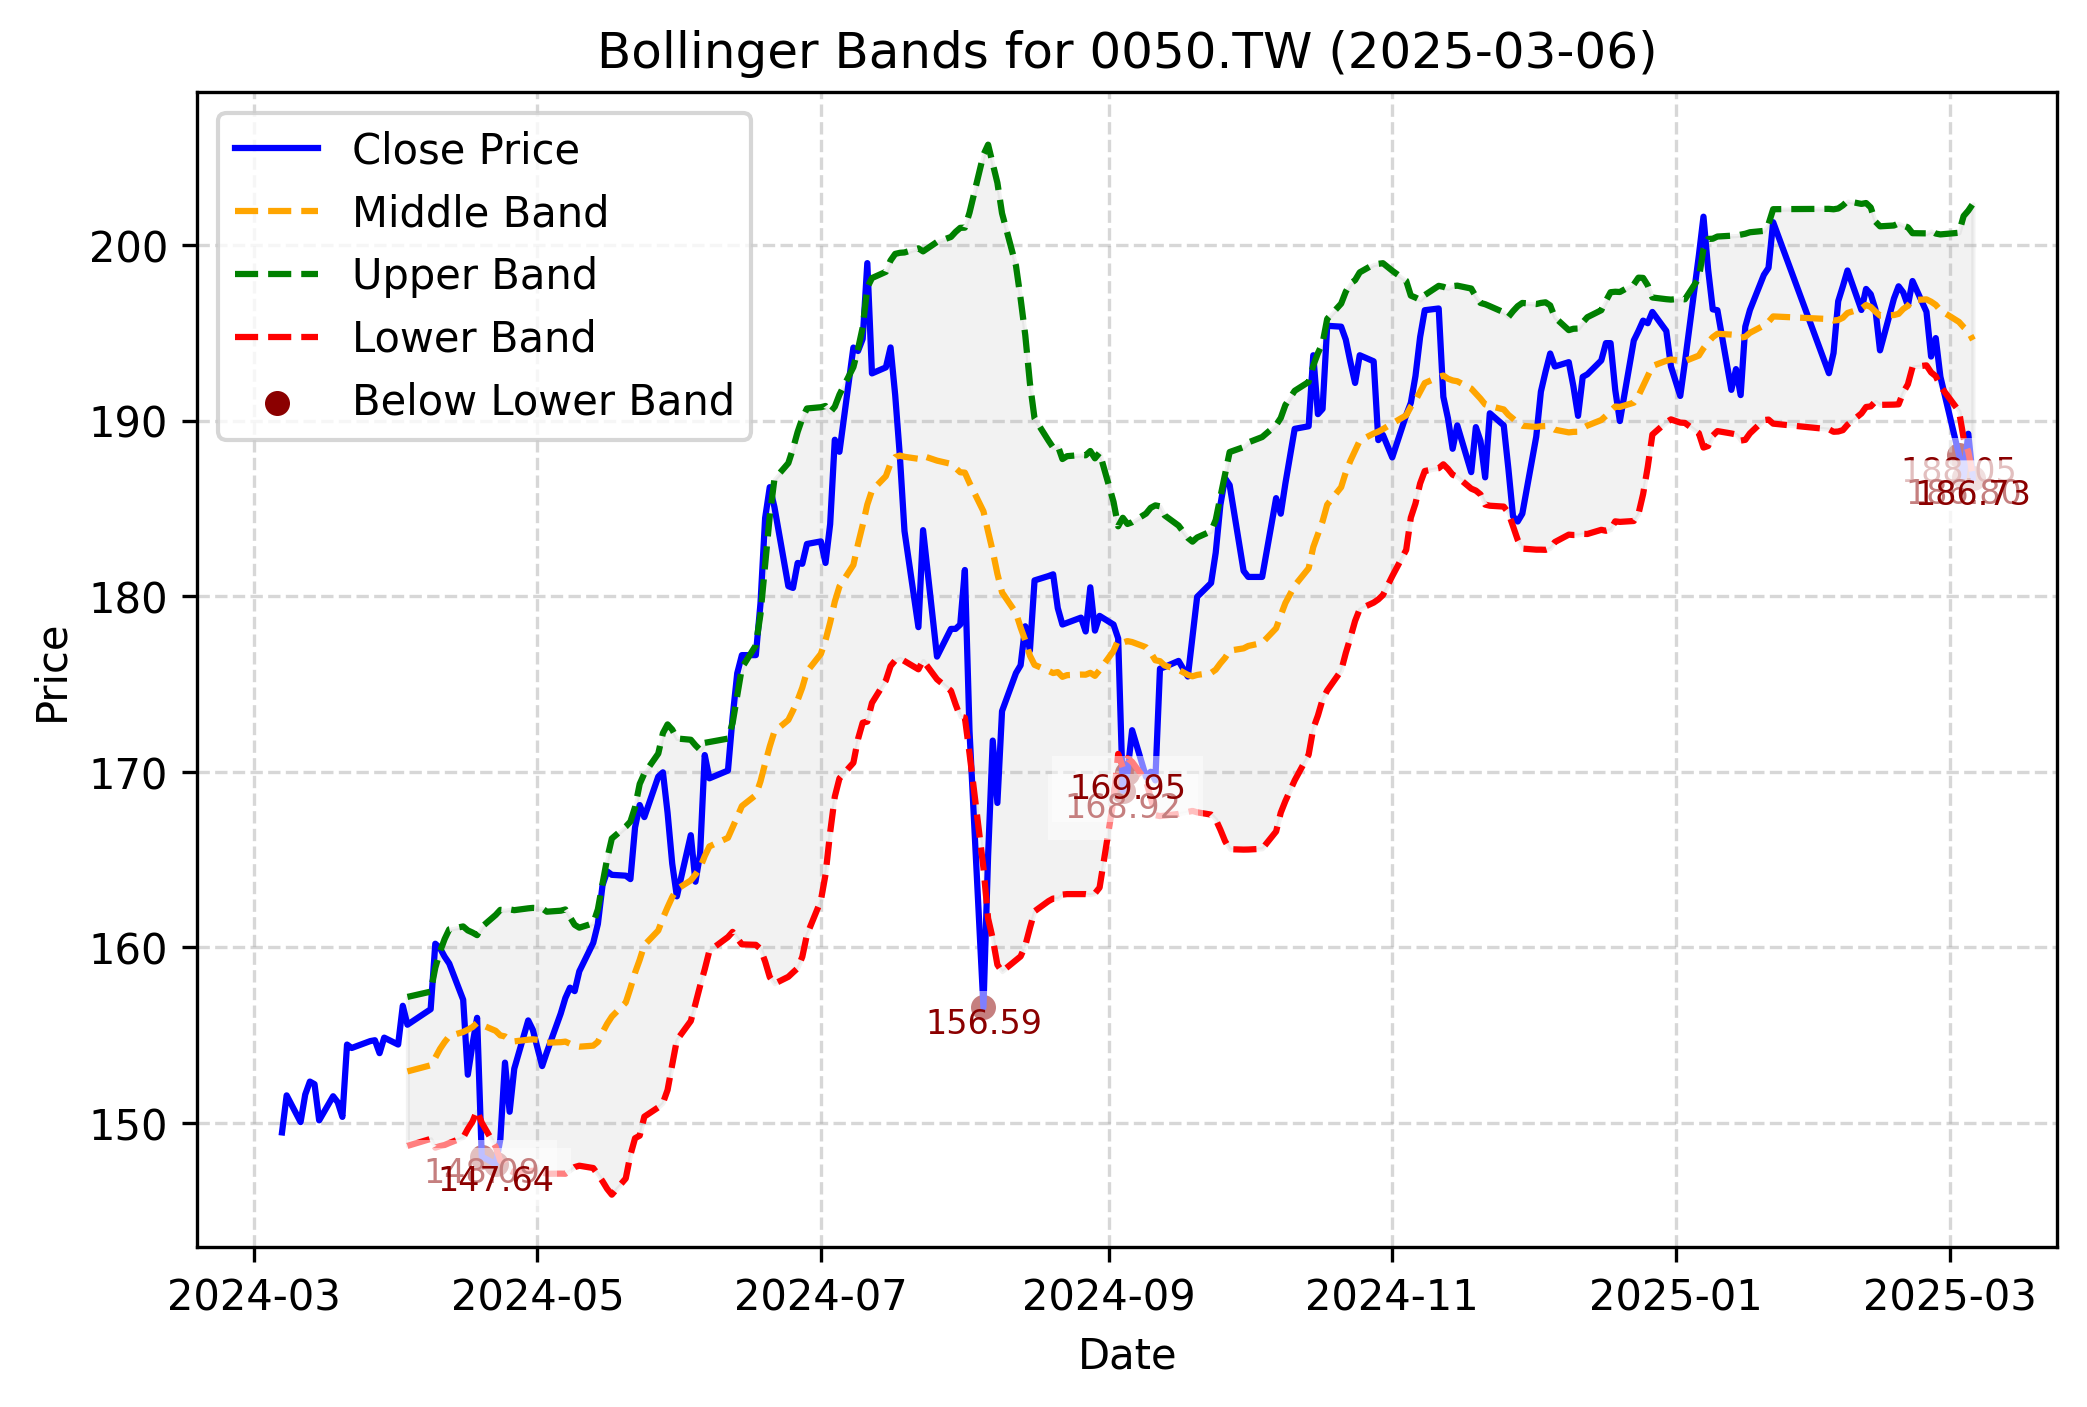 Bollinger Bands for 0050.TW (2025-03-06)
Close Price
Middle Band
Upper Band
Lower Band
Below Lower Band
Price
200
190
180
170
160
150
188.05
186.73
169.95
168.92
156.59
148.09
147.64
2024-03
2024-05
2024-07
2024-09
2024-11
2025-01
2025-03
Date